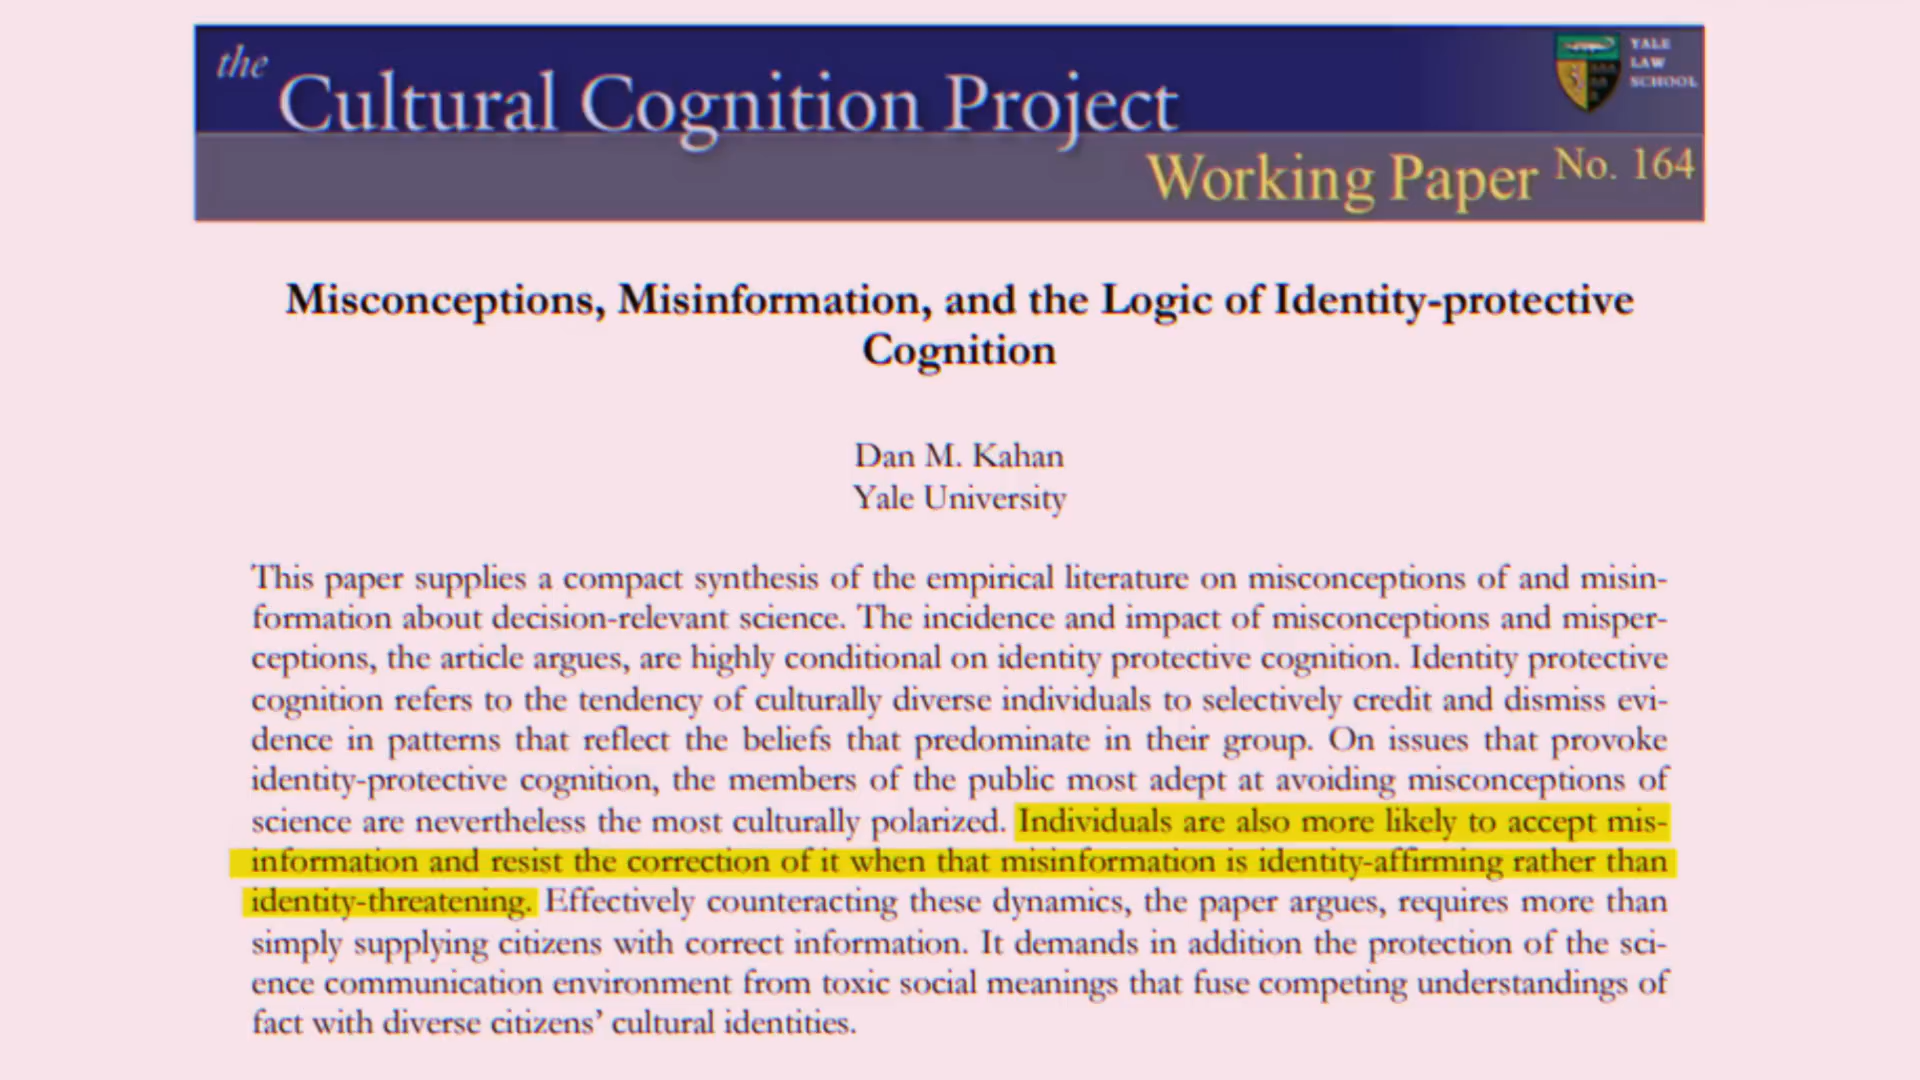 the
Cultural Cognition Project
YALE
LAW
SCHOOL
Working Paper No. 164
Misconceptions, Misinformation, and the Logic of Identity-protective
Cognition
Dan M. Kahan
Yale University
This paper supplies a compact synthesis of the empirical literature on misconceptions of and misin-
formation about decision-relevant science. The incidence and impact of misconceptions and misper-
ceptions, the article argues, are highly conditional on identity protective cognition. Identity protective
cognition refers to the tendency of culturally diverse individuals to selectively credit and dismiss evi-
dence in patterns that reflect the beliefs that predominate in their group. On issues that provoke
identity-protective cognition, the members of the public most adept at avoiding misconceptions of
science are nevertheless the most culturally polarized. Individuals are also more likely to accept mis-
information and resist the correction of it when that misinformation is identity-affirming rather than
identity-threatening. Effectively counteracting these dynamics, the paper argues, requires more than
simply supplying citizens with correct information. It demands in addition the protection of the sci-
ence communication environment from toxic social meanings that fuse competing understandings of
fact with diverse citizens’ cultural identities.